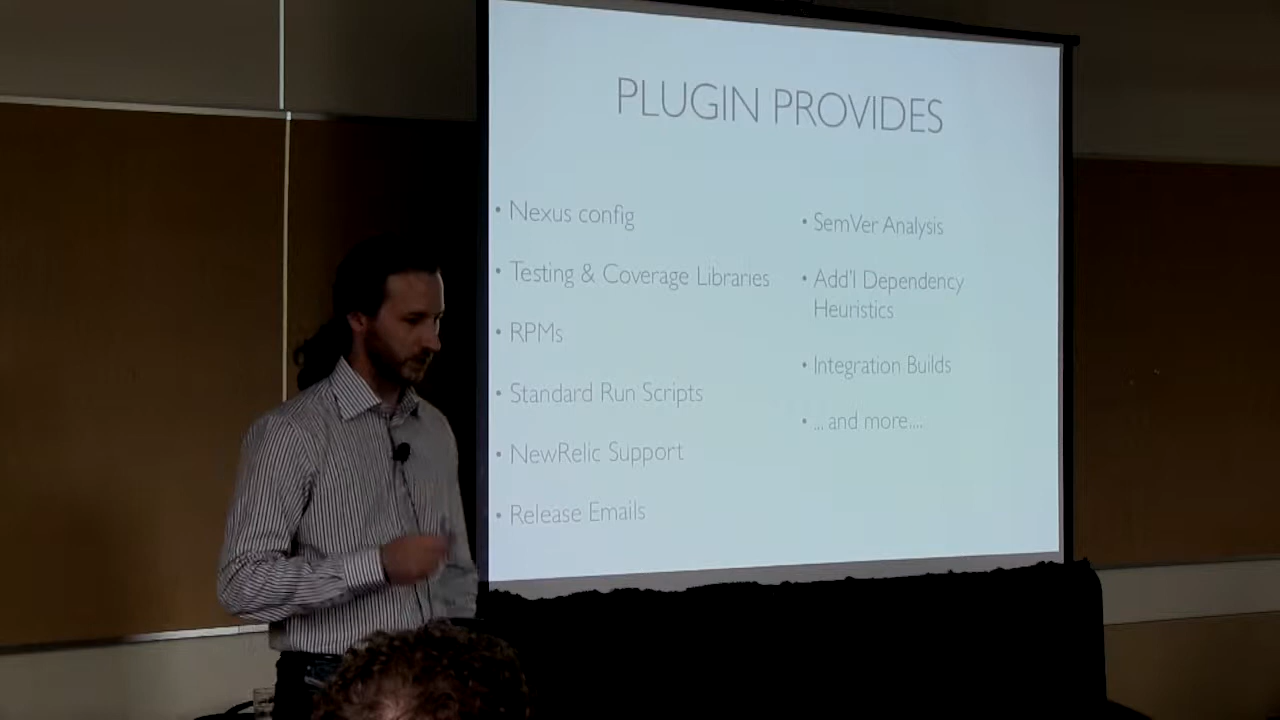 PLUGIN PROVIDES
• Nexus config
• Testing & Coverage Libraries
• RPMs
• Standard Run Scripts
• NewRelic Support
• Release Emails
• SemVer Analysis
• Add'l Dependency
Heuristics
• Integration Builds
• ... and more....